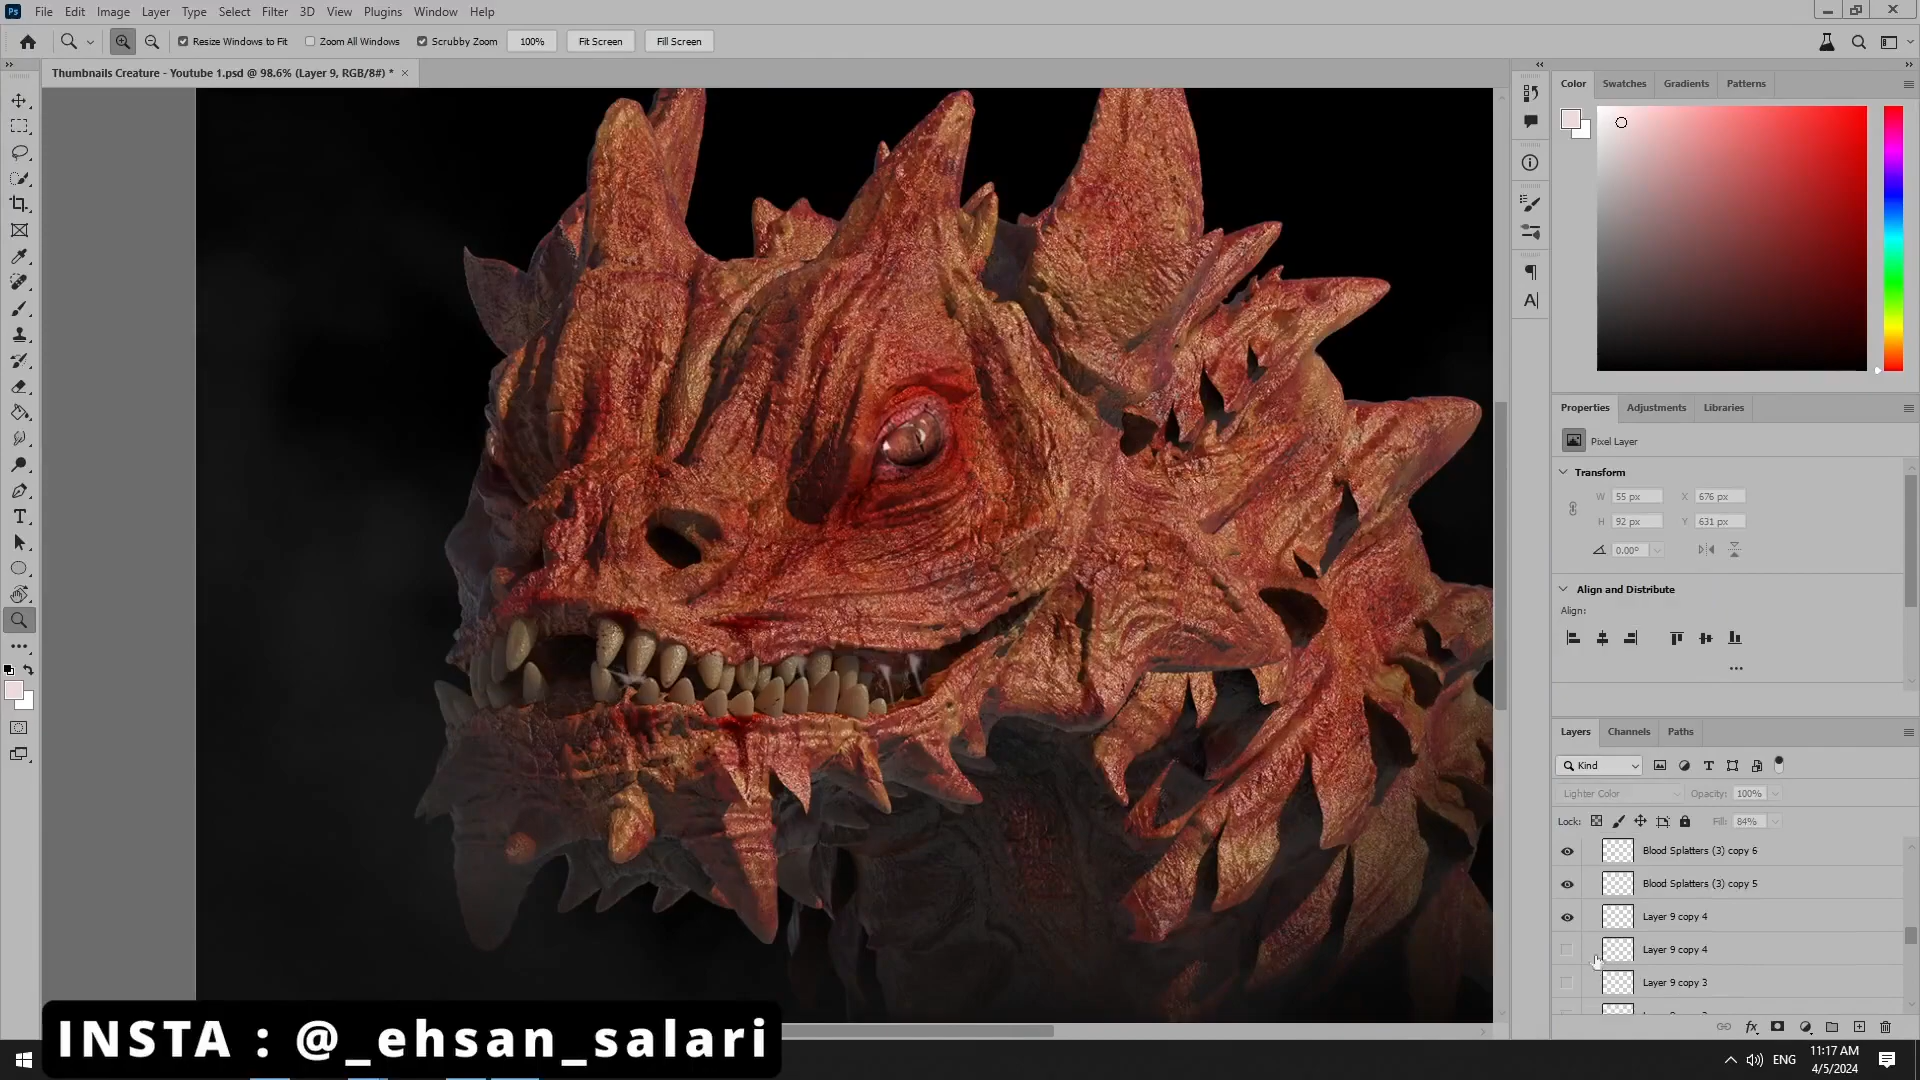 Ps File Edit Image Layer Type Select Filter 3D View Plugins Window Help
Resize Windows to Fit Zoom All Windows Scrubby Zoom 100% Fit Screen Fill Screen
Thumbnails Creature - Youtube 1.psd @ 98.6% (Layer 9, RGB/8#) * ×
Color Swatches Gradients Patterns
Properties Adjustments Libraries
Pixel Layer
Transform
W 55 px X 676 px
H 92 px Y 631 px
0.00°
Align and Distribute
Align:
Layers Channels Paths
Kind
Lighter Color Opacity: 100%
Lock: Fill: 84%
Blood Splatters (3) copy 6
Blood Splatters (3) copy 5
Layer 9 copy 4
Layer 9 copy 4
Layer 9 copy 3
fx
INSTA : @_ehsan_salari
ENG
11:17 AM
4/5/2024